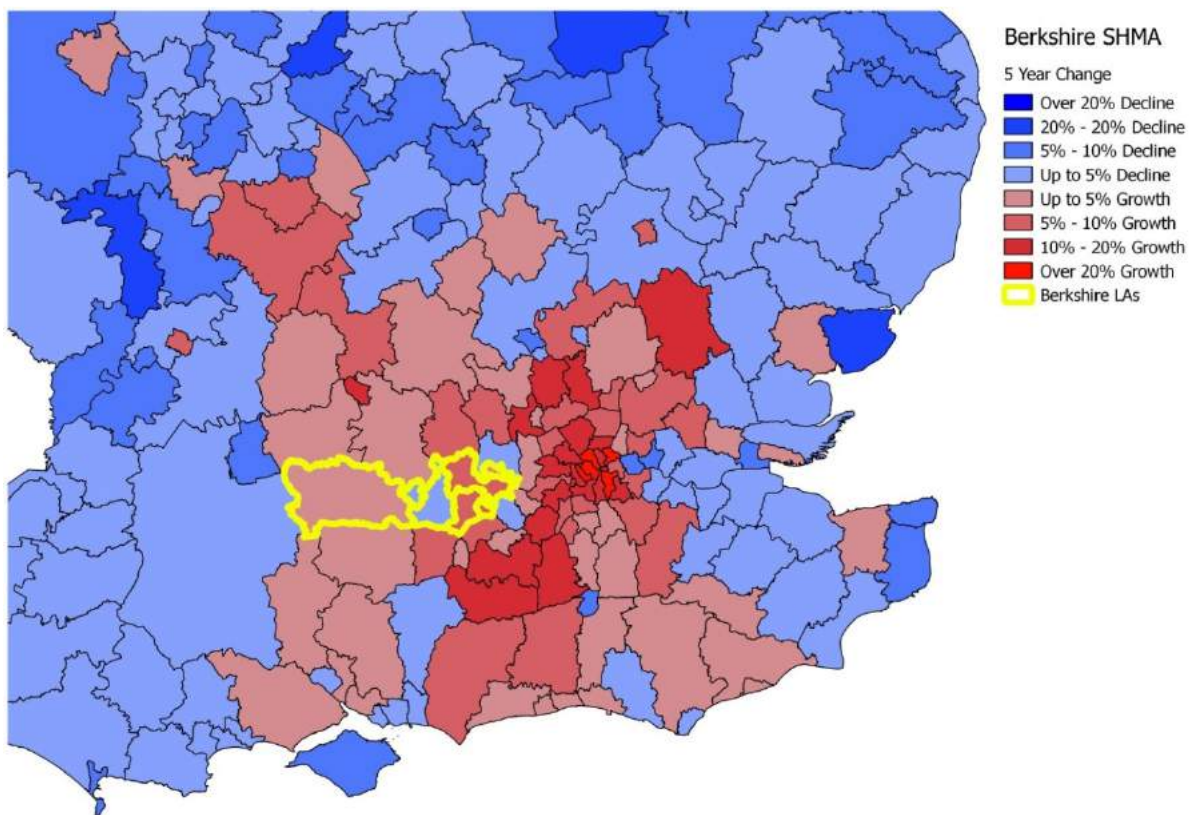 Berkshire SHMA
5 Year Change
Over 20% Decline
20% - 20% Decline
5% - 10% Decline
Up to 5% Decline
Up to 5% Growth
5% - 10% Growth
10% - 20% Growth
Over 20% Growth
Berkshire LAs